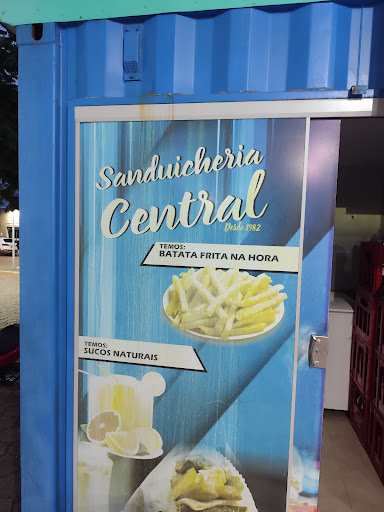 Sanduicheria
Central
Desde 1982
TEMOS:
BATATA FRITA NA HORA
TEMOS:
SUCOS NATURAIS